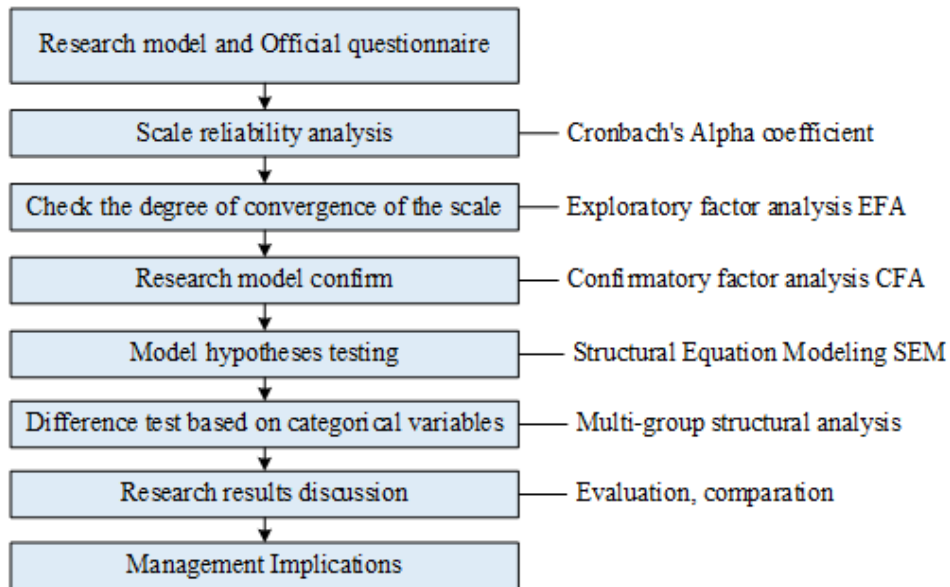 Research model and Official questionnaire
Scale reliability analysis
Cronbach's Alpha coefficient
Check the degree of convergence of the scale
Exploratory factor analysis EFA
Research model confirm
Confirmatory factor analysis CFA
Model hypotheses testing
Structural Equation Modeling SEM
Difference test based on categorical variables
Multi-group structural analysis
Research results discussion
Evaluation, comparation
Management Implications